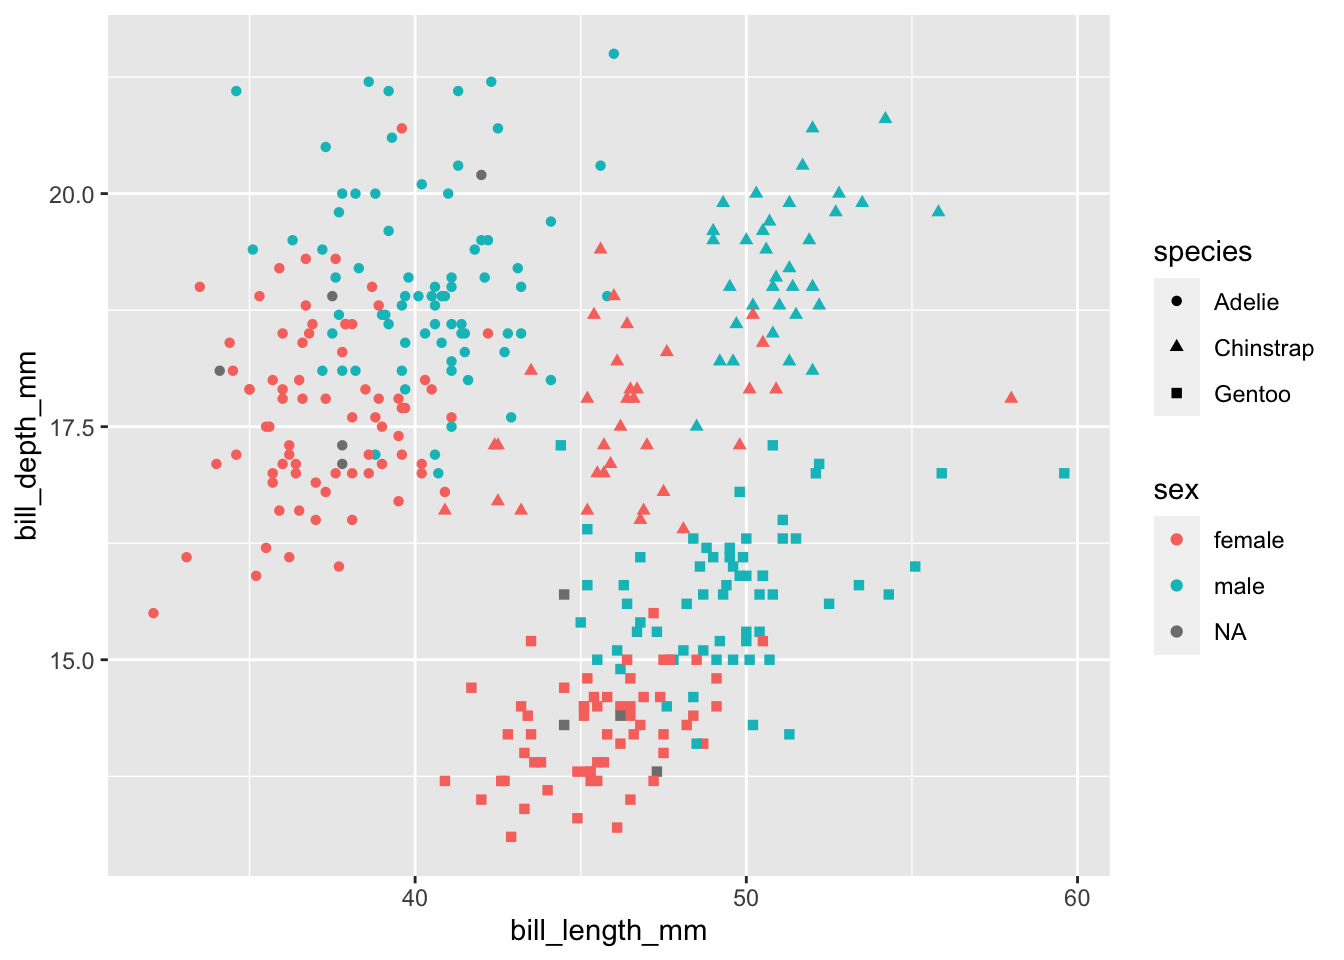 20.0
17.5
15.0
bill_depth_mm
40
50
60
bill_length_mm
species
Adelie
Chinstrap
Gentoo
sex
female
male
NA